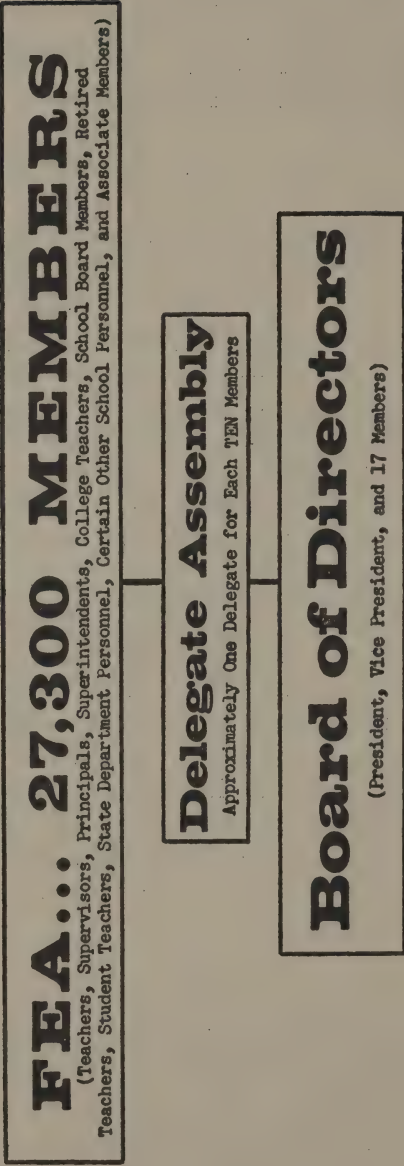 FEA... 27,300 MEMBERS
(Teachers, Supervisors, Principals, Superintendents, College Teachers, School Board Members, Retired
Teachers, Student Teachers, State Department Personnel, Certain Other School Personnel, and Associate Members)
Delegate Assembly
Approximately One Delegate for Each TEN Members
Board of Directors
(President, Vice President, and 17 Members)